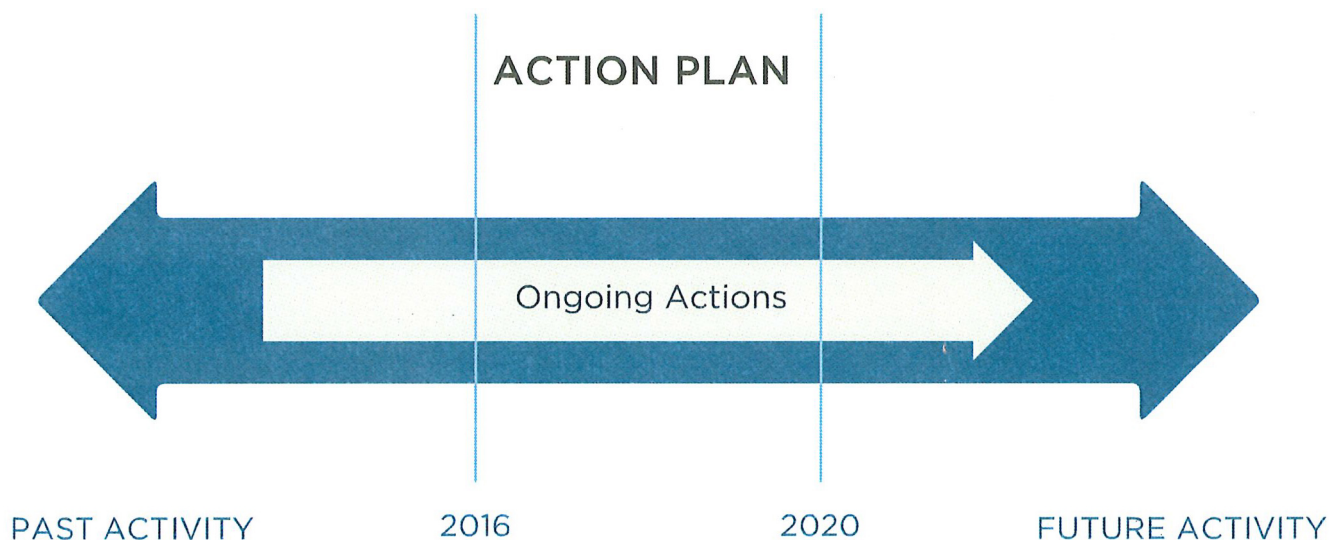 ACTION PLAN
Ongoing Actions
PAST ACTIVITY 2016 2020 FUTURE ACTIVITY